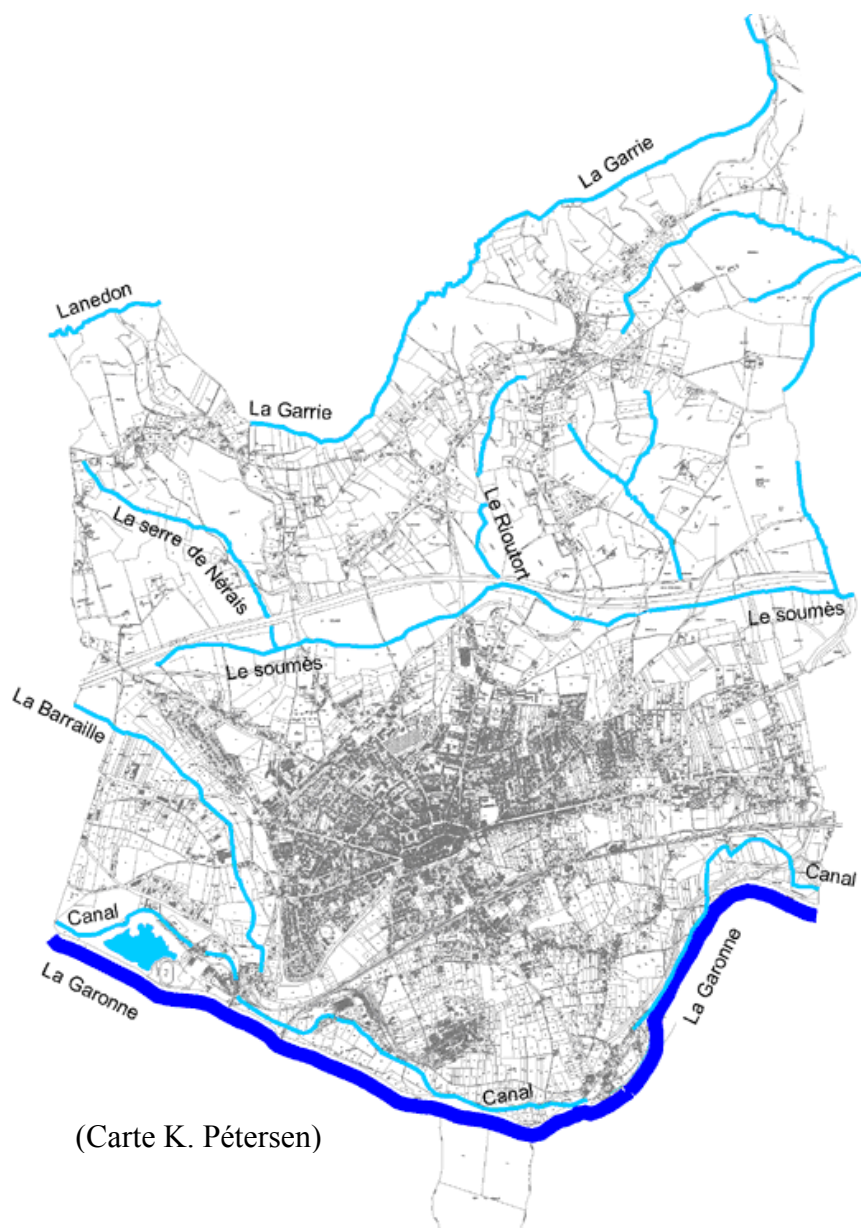 La Garrie
Lanedon
La Garrie
La serre de Nérais
Le Rioutort
Le soumès
Le soumès
La Barraille
Canal
Canal
La Garonne
La Garonne
Canal
(Carte K. Pétersen)